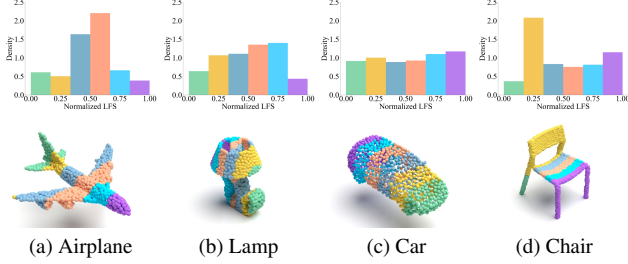 2.5 2.5 2.5 2.5
2.0 2.0 2.0 2.0
1.5 1.5 1.5 1.5
1.0 1.0 1.0 1.0
0.5 0.5 0.5 0.5
0.0 0.0 0.0 0.0
Density Density Density Density
0.00 0.25 0.50 0.75 1.00 0.00 0.25 0.50 0.75 1.00 0.00 0.25 0.50 0.75 1.00 0.00 0.25 0.50 0.75 1.00
Normalized LFS Normalized LFS Normalized LFS Normalized LFS
(a) Airplane (b) Lamp (c) Car (d) Chair